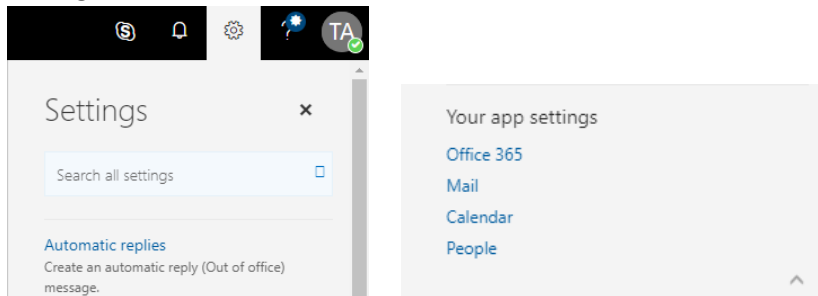 TA
Settings
Search all settings
Automatic replies
Create an automatic reply (Out of office)
message.
Your app settings
Office 365
Mail
Calendar
People